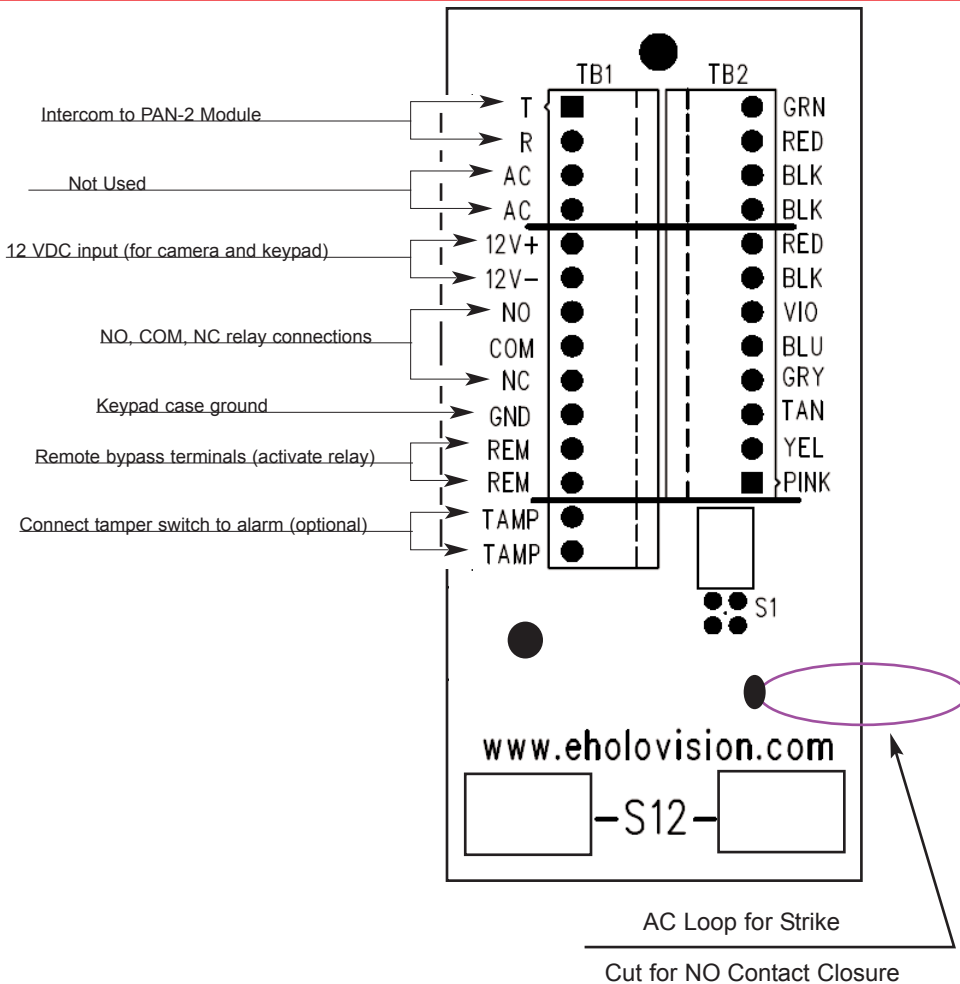 TB1 TB2
Intercom to PAN-2 Module
T GRN
R RED
Not Used
AC BLK
AC BLK
12 VDC input (for camera and keypad)
12V+ RED
12V− BLK
NO, COM, NC relay connections
NO VIO
COM BLU
NC GRY
Keypad case ground
GND TAN
Remote bypass terminals (activate relay)
REM YEL
REM PINK
Connect tamper switch to alarm (optional)
TAMP
TAMP
S1
www.eholovision.com
-S12-
AC Loop for Strike
Cut for NO Contact Closure